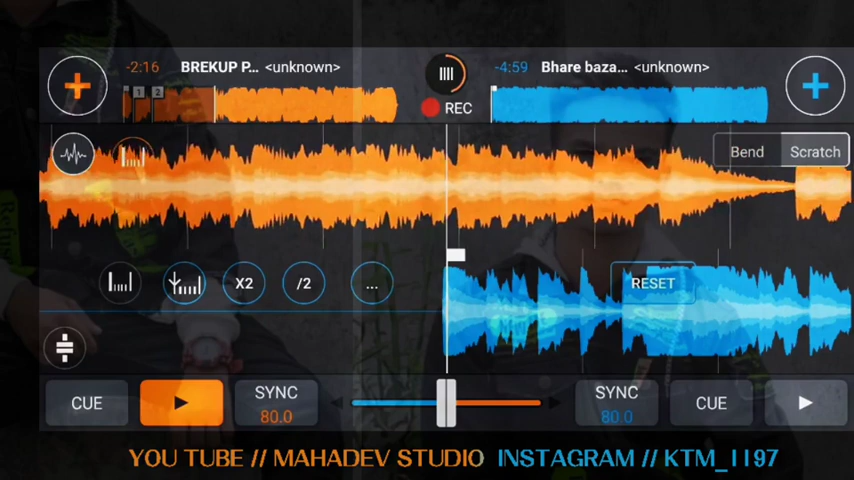 -2:16 BREKUP P... <unknown>
-4:59 Bhare baza... <unknown>
1 2
REC
Bend Scratch
X2 /2 ... RESET
CUE SYNC 80.0 SYNC 80.0 CUE
YOU TUBE // MAHADEV STUDIO INSTAGRAM // KTM_1197